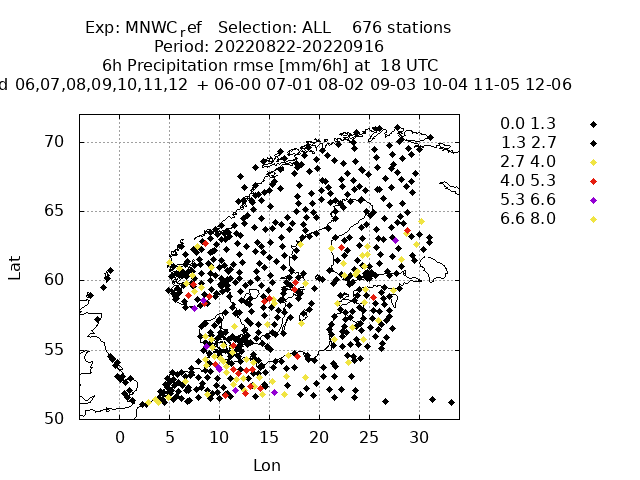 Exp: MNWC_ref   Selection: ALL    676 stations
Period: 20220822-20220916
6h Precipitation rmse [mm/6h] at  18 UTC
d 06,07,08,09,10,11,12  + 06-00 07-01 08-02 09-03 10-04 11-05 12-06
0.0 1.3
1.3 2.7
2.7 4.0
4.0 5.3
5.3 6.6
6.6 8.0
70
65
60
55
50
Lat
0 5 10 15 20 25 30
Lon